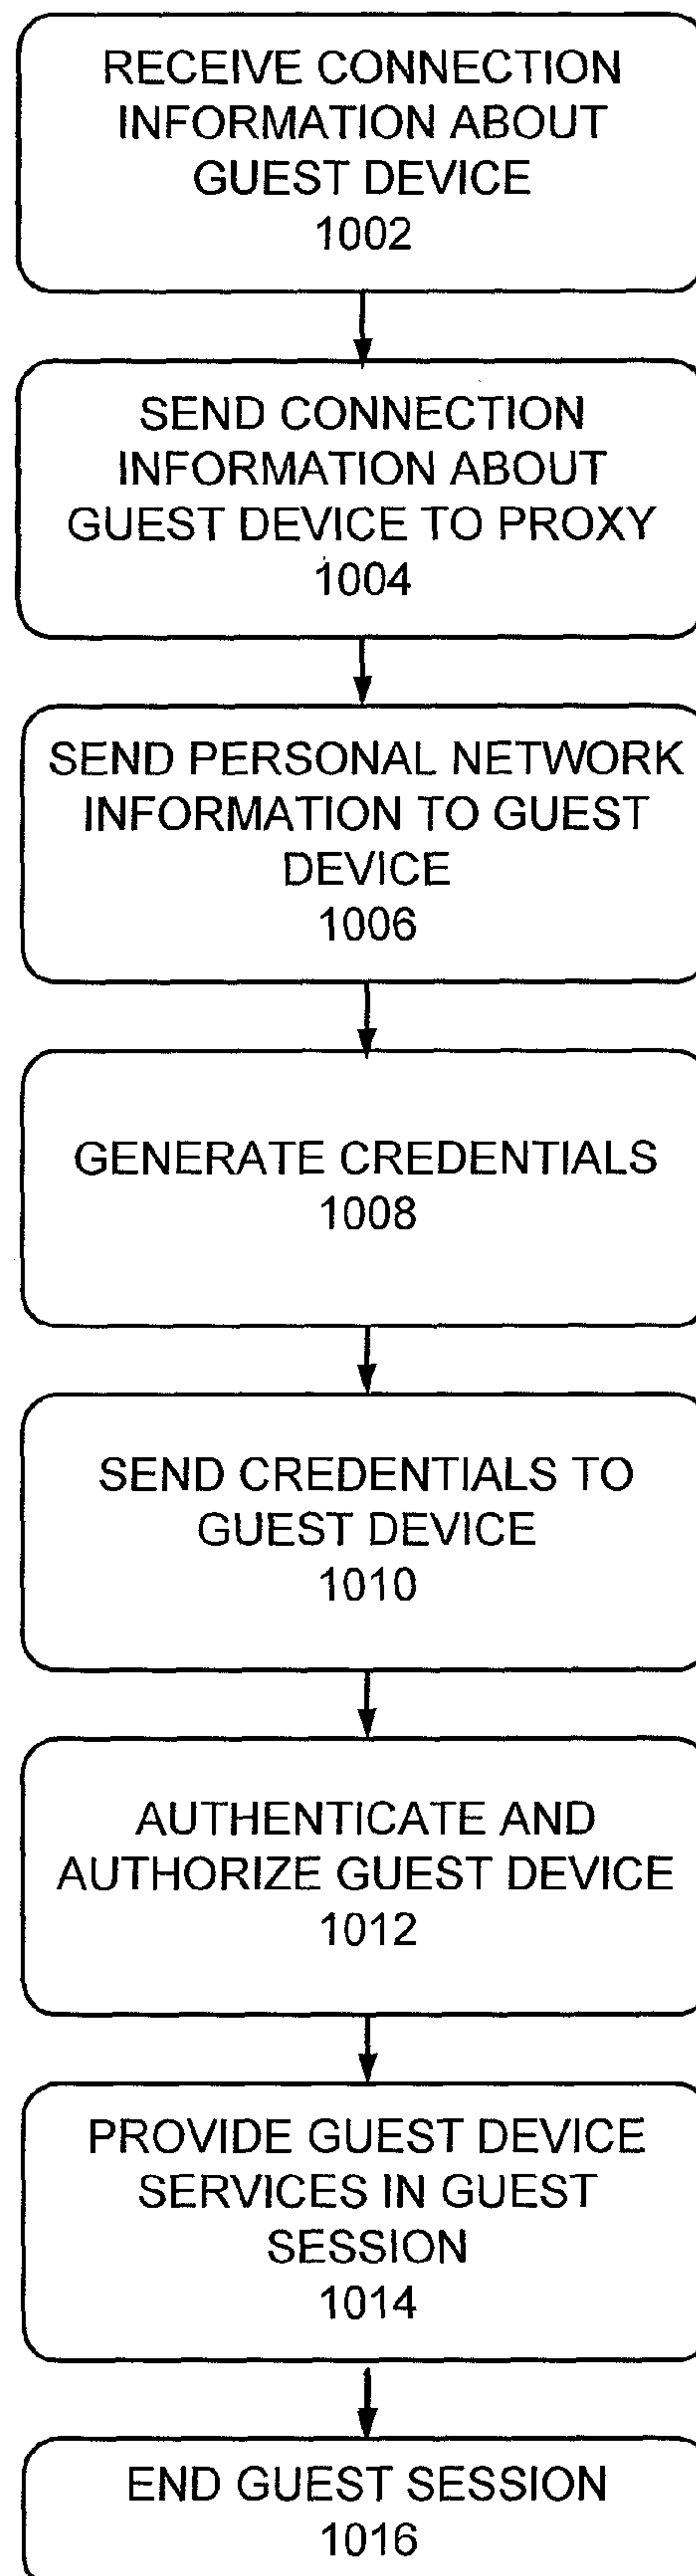 RECEIVE CONNECTION
INFORMATION ABOUT
GUEST DEVICE
1002
SEND CONNECTION
INFORMATION ABOUT
GUEST DEVICE TO PROXY
1004
SEND PERSONAL NETWORK
INFORMATION TO GUEST
DEVICE
1006
GENERATE CREDENTIALS
1008
SEND CREDENTIALS TO
GUEST DEVICE
1010
AUTHENTICATE AND
AUTHORIZE GUEST DEVICE
1012
PROVIDE GUEST DEVICE
SERVICES IN GUEST
SESSION
1014
END GUEST SESSION
1016